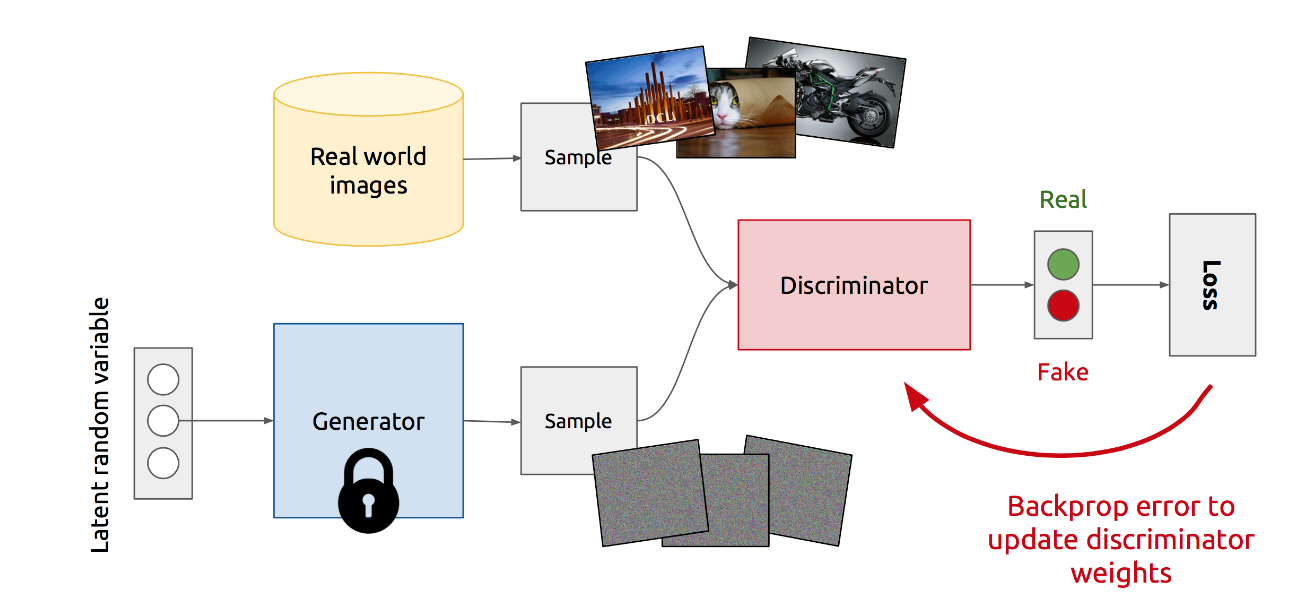 Real world
images
Sample
DCU
Real
Discriminator
Loss
Fake
Latent random variable
Generator
Sample
Backprop error to
update discriminator
weights